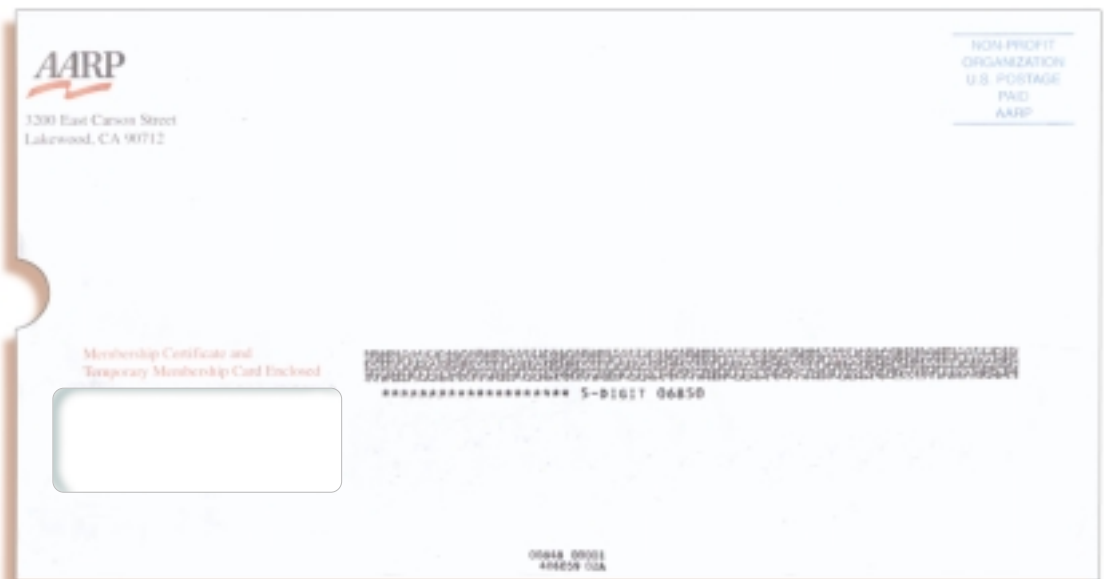 AARP
3200 East Carson Street
Lakewood, CA 90712
NON-PROFIT
ORGANIZATION
U.S. POSTAGE
PAID
AARP
Membership Certificate and
Temporary Membership Card Enclosed
******************** 5-DIGIT 06850